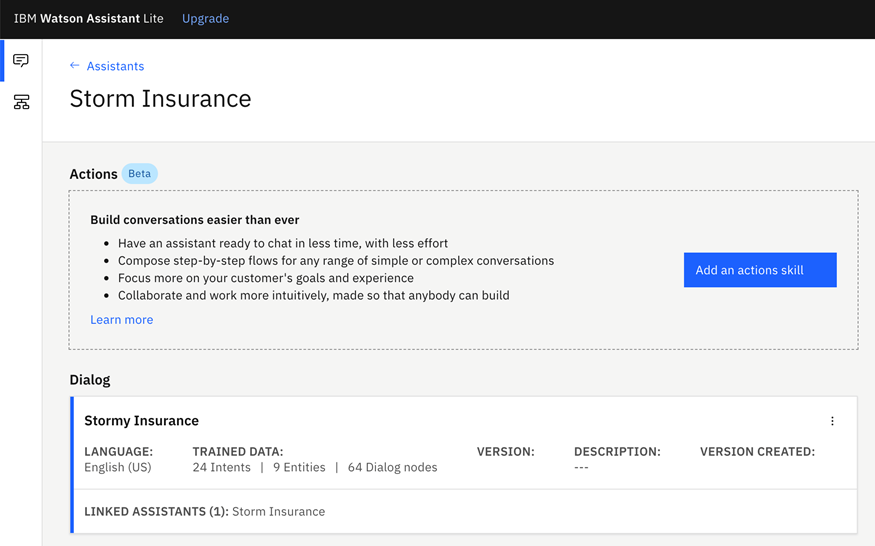 IBM Watson Assistant Lite Upgrade
← Assistants
Storm Insurance
Actions Beta
Build conversations easier than ever
• Have an assistant ready to chat in less time, with less effort
• Compose step-by-step flows for any range of simple or complex conversations
• Focus more on your customer's goals and experience
• Collaborate and work more intuitively, made so that anybody can build
Learn more
Add an actions skill
Dialog
Stormy Insurance
LANGUAGE: TRAINED DATA: VERSION: DESCRIPTION: VERSION CREATED:
English (US) 24 Intents | 9 Entities | 64 Dialog nodes ---
LINKED ASSISTANTS (1): Storm Insurance